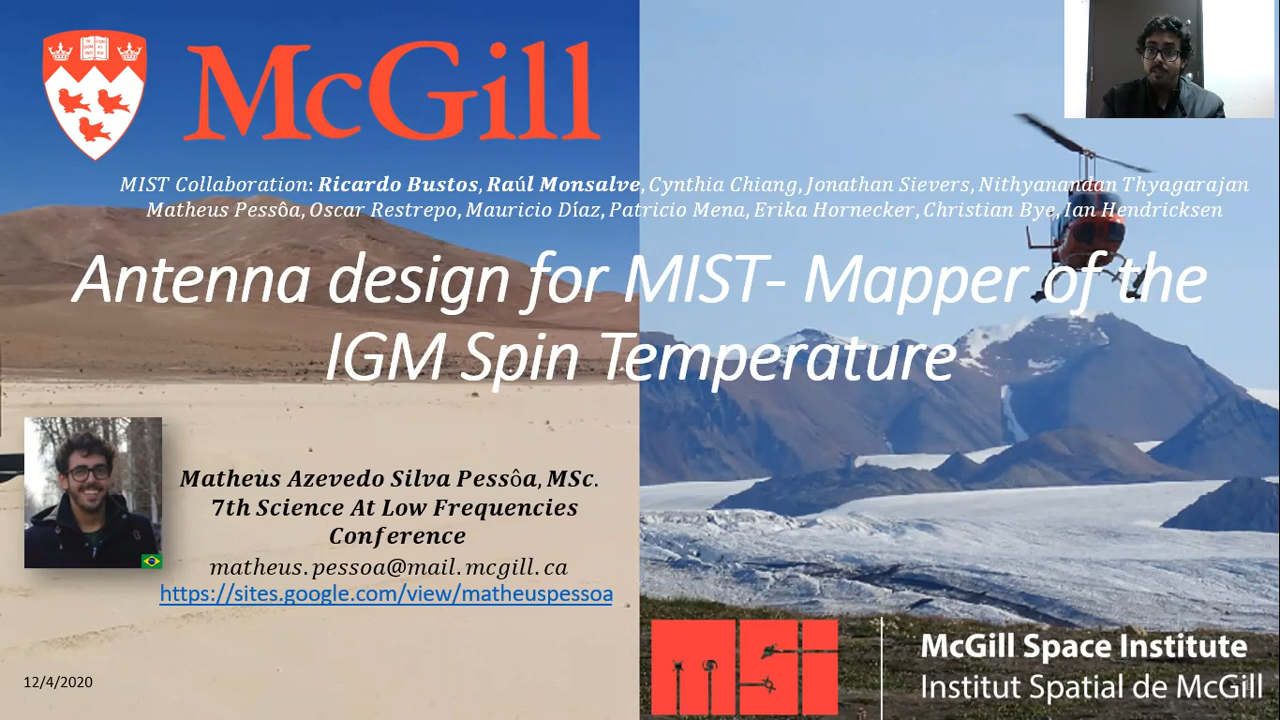 McGill
MIST Collaboration: Ricardo Bustos, Raúl Monsalve, Cynthia Chiang, Jonathan Sievers, Nithyanandan Thyagarajan
Matheus Pessôa, Oscar Restrepo, Mauricio Díaz, Patricio Mena, Erika Hornecker, Christian Bye, Ian Hendricksen
Antenna design for MIST- Mapper of the
IGM Spin Temperature
Matheus Azevedo Silva Pessôa, MSc.
7th Science At Low Frequencies
Conference
matheus.pessoa@mail.mcgill.ca
https://sites.google.com/view/matheuspessoa
12/4/2020
msi
McGill Space Institute
Institut Spatial de McGill